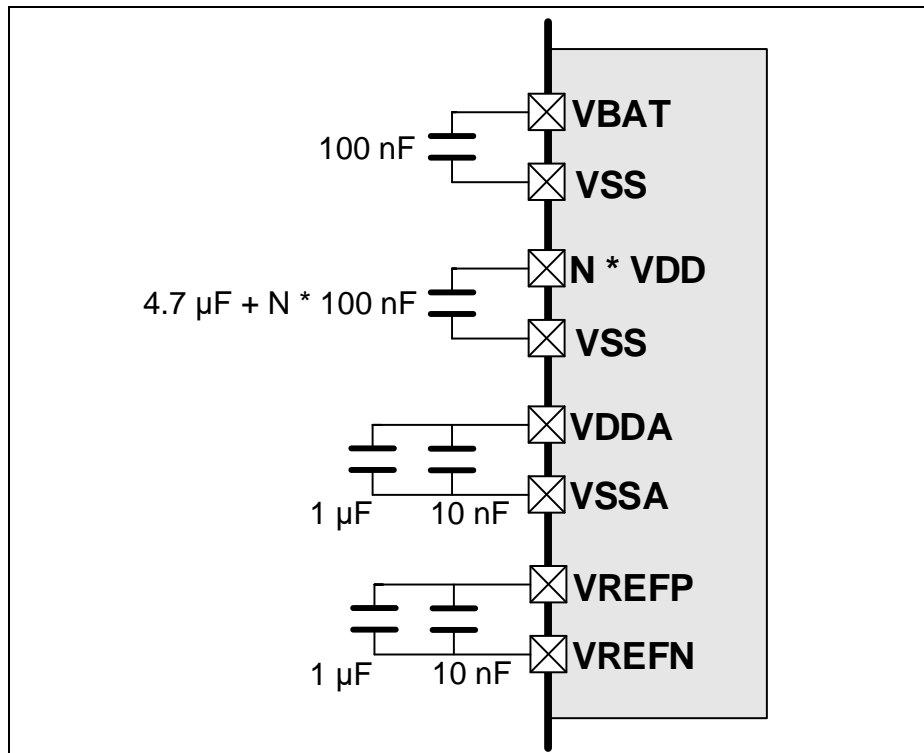 VBAT
100 nF
VSS
N * VDD
4.7 µF + N * 100 nF
VSS
VDDA
VSSA
1 µF 10 nF
VREFP
VREFN
1 µF 10 nF